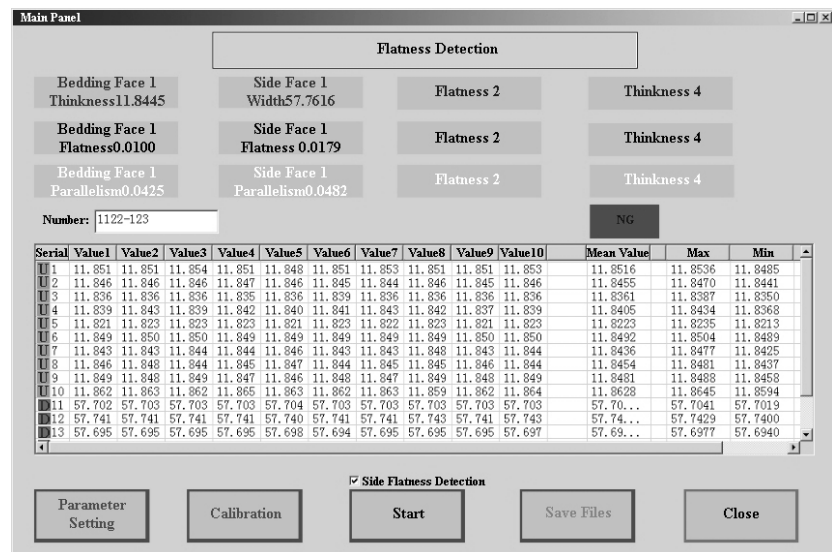 Main Panel
Flatness Detection
Bedding Face 1 Side Face 1 Flatness 2 Thinkness 4
Thinkness11.8445 Width57.7616
Bedding Face 1 Side Face 1 Flatness 2 Thinkness 4
Flatness0.0100 Flatness 0.0179
Bedding Face 1 Side Face 1 Flatness 2 Thinkness 4
Parallelism0.0425 Parallelism0.0482
Number: 1122-123 NG
Serial Value1 Value2 Value3 Value4 Value5 Value6 Value7 Value8 Value9 Value10 Mean Value Max Min
U 1 11.851 11.851 11.854 11.851 11.848 11.851 11.853 11.851 11.851 11.853 11.8516 11.8536 11.8485
U 2 11.846 11.846 11.846 11.847 11.846 11.845 11.844 11.846 11.845 11.846 11.8455 11.8470 11.8441
U 3 11.836 11.836 11.836 11.835 11.836 11.839 11.836 11.836 11.836 11.836 11.8361 11.8387 11.8350
U 4 11.839 11.843 11.839 11.842 11.840 11.841 11.843 11.842 11.837 11.839 11.8405 11.8434 11.8368
U 5 11.821 11.823 11.823 11.823 11.821 11.823 11.822 11.823 11.821 11.823 11.8223 11.8235 11.8213
U 6 11.849 11.850 11.850 11.849 11.849 11.849 11.849 11.849 11.850 11.850 11.8492 11.8504 11.8489
U 7 11.843 11.843 11.844 11.844 11.846 11.843 11.843 11.848 11.843 11.844 11.8436 11.8477 11.8425
U 8 11.846 11.848 11.844 11.845 11.847 11.844 11.845 11.845 11.846 11.844 11.8454 11.8481 11.8437
U 9 11.849 11.848 11.849 11.847 11.846 11.848 11.847 11.849 11.848 11.849 11.8481 11.8488 11.8458
U 10 11.862 11.863 11.862 11.865 11.863 11.862 11.863 11.859 11.862 11.864 11.8628 11.8645 11.8594
D 11 57.702 57.703 57.703 57.703 57.704 57.703 57.703 57.703 57.703 57.703 57.70... 57.7041 57.7019
D 12 57.741 57.741 57.741 57.741 57.740 57.741 57.741 57.743 57.741 57.743 57.74... 57.7429 57.7400
D 13 57.695 57.695 57.695 57.695 57.698 57.694 57.695 57.695 57.695 57.697 57.69... 57.6977 57.6940
Side Flatness Detection
Parameter Calibration Start Save Files Close
Setting